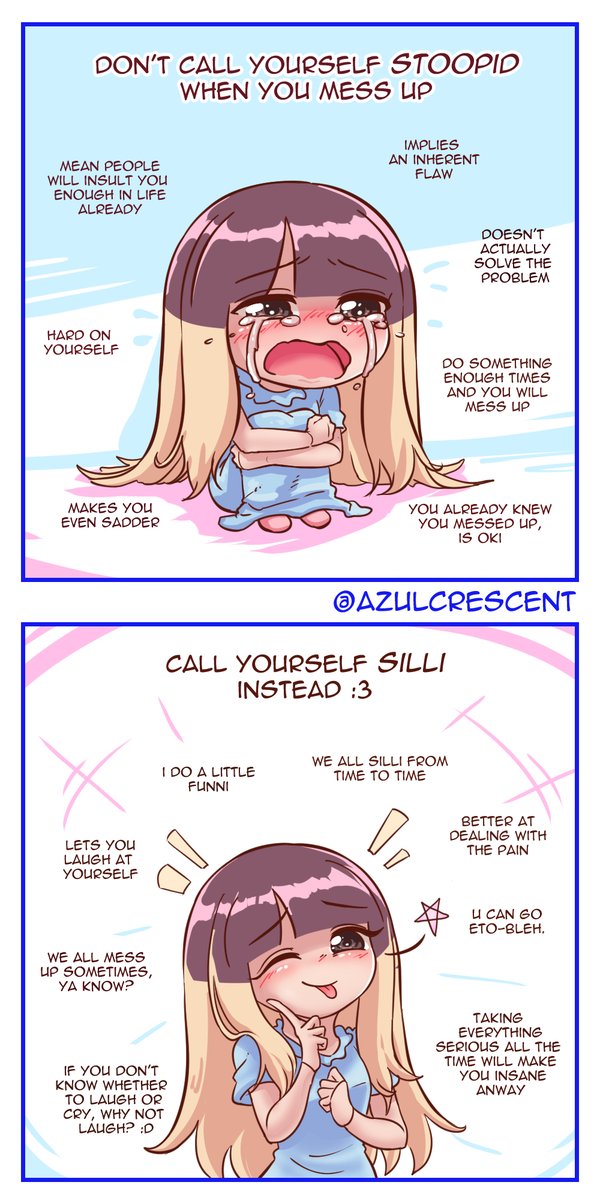 DON'T CALL YOURSELF STOOPID
WHEN YOU MESS UP
MEAN PEOPLE
WILL INSULT YOU
ENOUGH IN LIFE
ALREADY
IMPLIES
AN INHERENT
FLAW
DOESN'T
ACTUALLY
SOLVE THE
PROBLEM
HARD ON
YOURSELF
DO SOMETHING
ENOUGH TIMES
AND YOU WILL
MESS UP
MAKES YOU
EVEN SADDER
YOU ALREADY KNEW
YOU MESSED UP,
IS OKI
@AZULCRESCENT
CALL YOURSELF SILLI
INSTEAD :3
I DO A LITTLE
FUNNI
WE ALL SILLI FROM
TIME TO TIME
LETS YOU
LAUGH AT
YOURSELF
BETTER AT
DEALING WITH
THE PAIN
U CAN GO
ETO-BLEH.
WE ALL MESS
UP SOMETIMES,
YA KNOW?
TAKING
EVERYTHING
SERIOUS ALL THE
TIME WILL MAKE
YOU INSANE
ANWAY
IF YOU DON'T
KNOW WHETHER
TO LAUGH OR
CRY, WHY NOT
LAUGH? :D